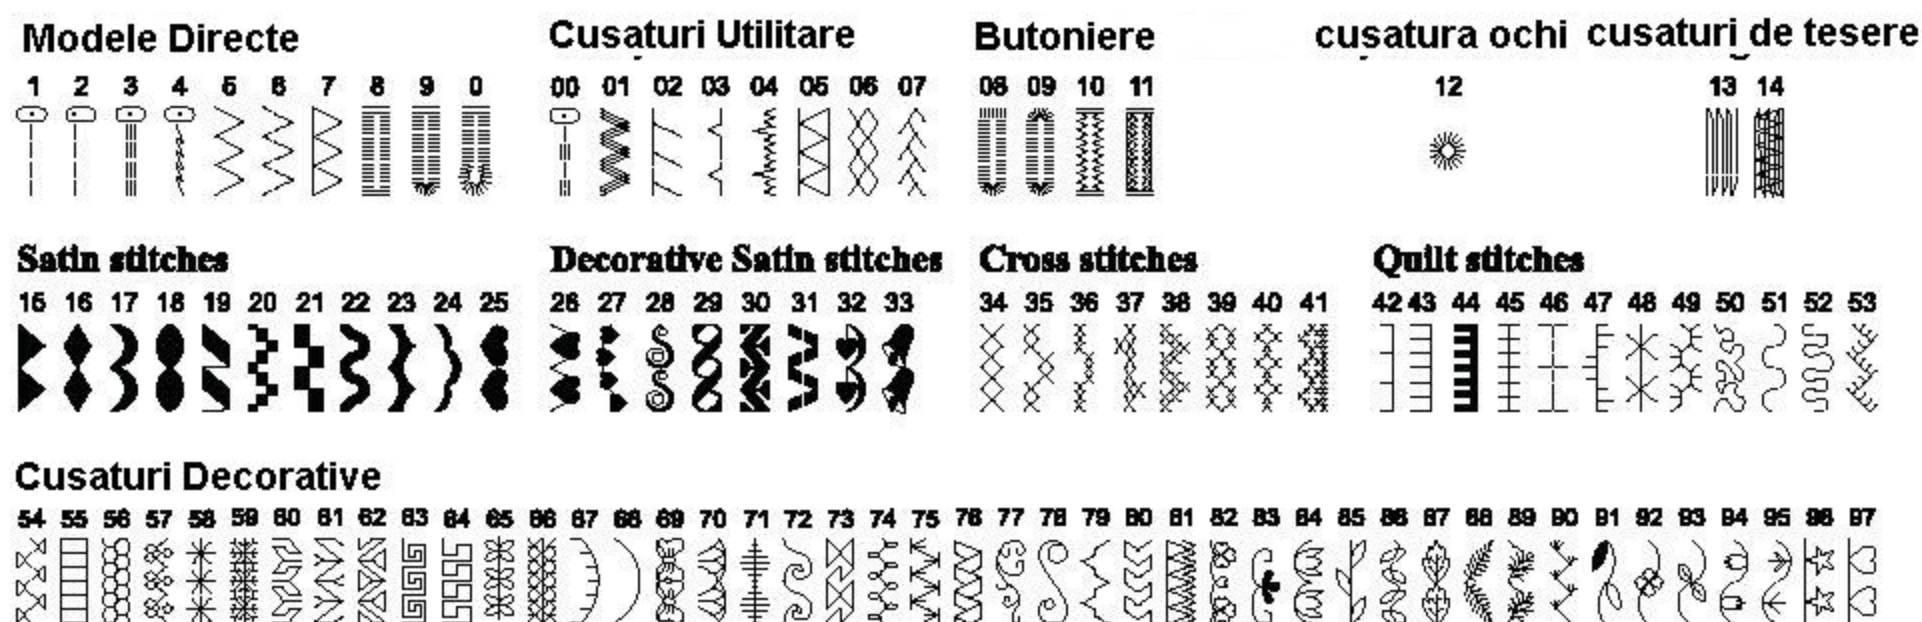 Modele Directe Cusaturi Utilitare Butoniere cușatura ochi cusaturi de tesere
1 2 3 4 5 6 7 8 9 0 00 01 02 03 04 05 06 07 08 09 10 11 12 13 14
Satin stitches Decorative Satin stitches Cross stitches Quilt stitches
15 16 17 18 19 20 21 22 23 24 25 26 27 28 29 30 31 32 33 34 35 36 37 38 39 40 41 42 43 44 45 46 47 48 49 50 51 52 53
Cusaturi Decorative
54 55 56 57 58 59 60 61 62 63 64 65 66 67 68 69 70 71 72 73 74 75 76 77 78 79 80 81 82 83 84 85 86 87 88 89 90 91 92 93 94 95 96 97